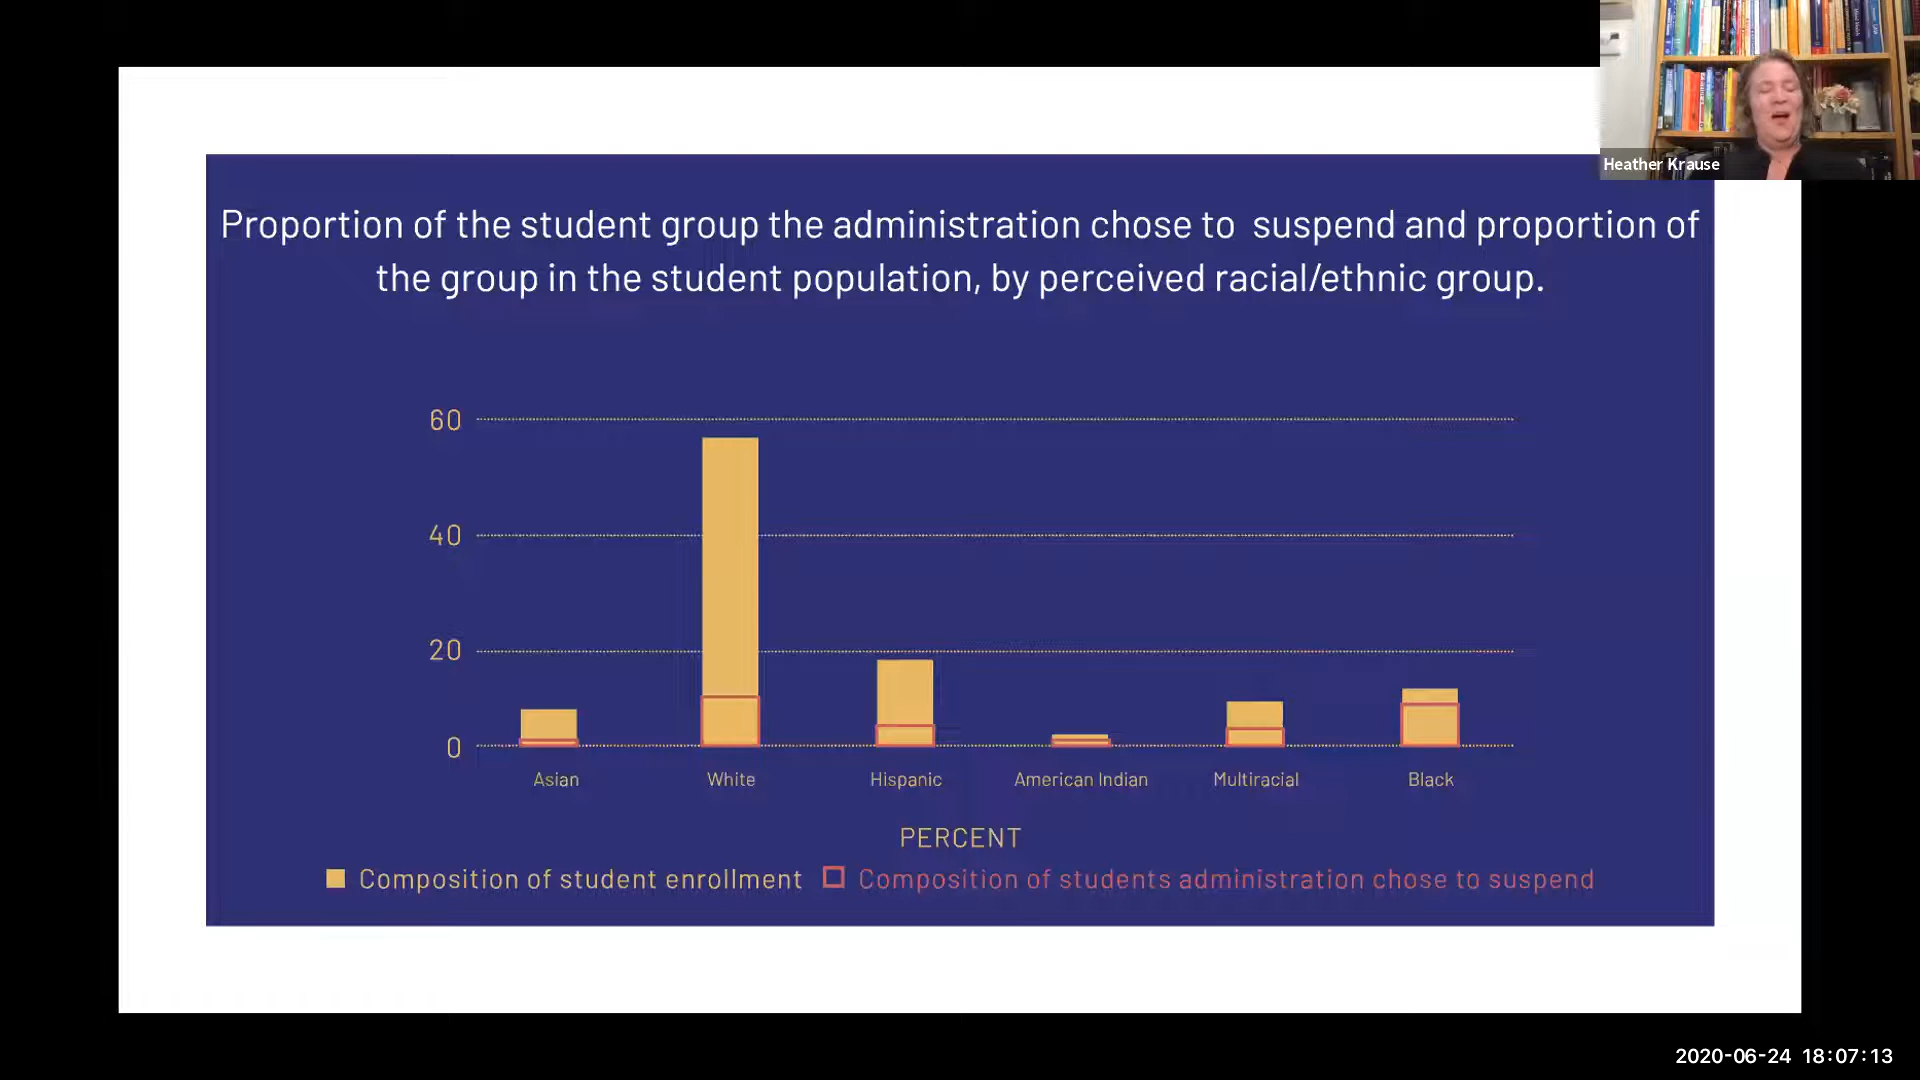 Heather Krause
Proportion of the student group the administration chose to suspend and proportion of
the group in the student population, by perceived racial/ethnic group.
60
40
20
0
Asian
White
Hispanic
American Indian
Multiracial
Black
PERCENT
Composition of student enrollment
Composition of students administration chose to suspend
2020-06-24 18:07:13